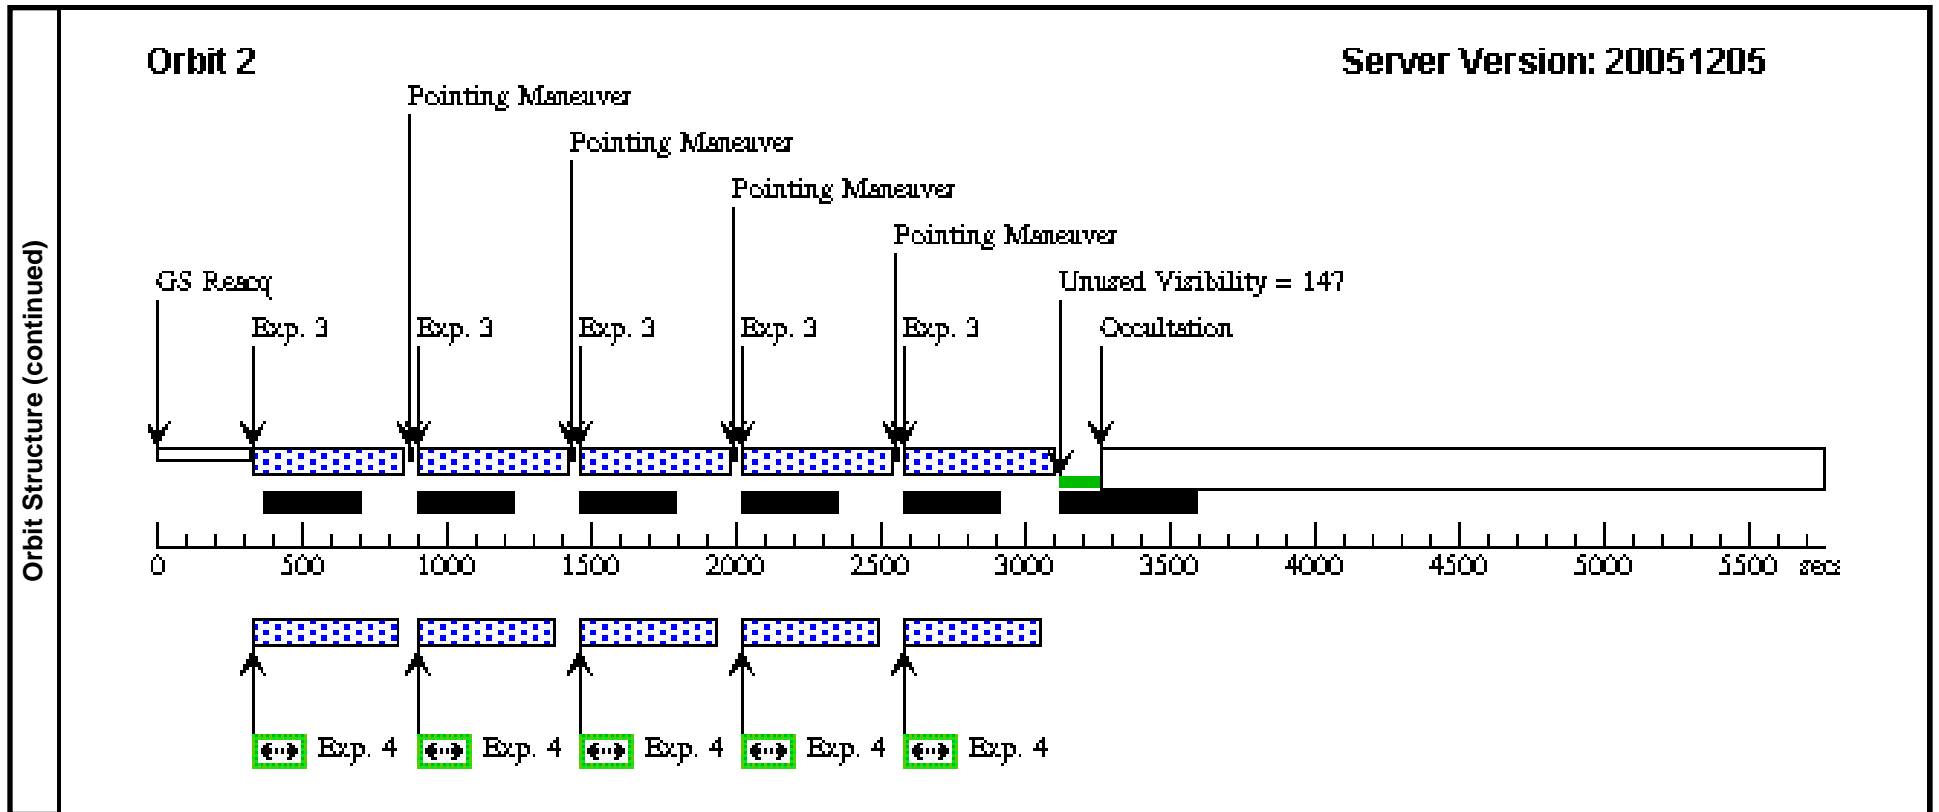 Orbit Structure (continued)
Orbit 2
Server Version: 20051205
Pointing Maneuver
Pointing Maneuver
Pointing Maneuver
Pointing Maneuver
GS Reacq
Unused Visibility = 147
Exp. 3
Exp. 3
Exp. 3
Exp. 3
Exp. 3
Occultation
0 500 1000 1500 2000 2500 3000 3500 4000 4500 5000 5500 secs
Exp. 4
Exp. 4
Exp. 4
Exp. 4
Exp. 4